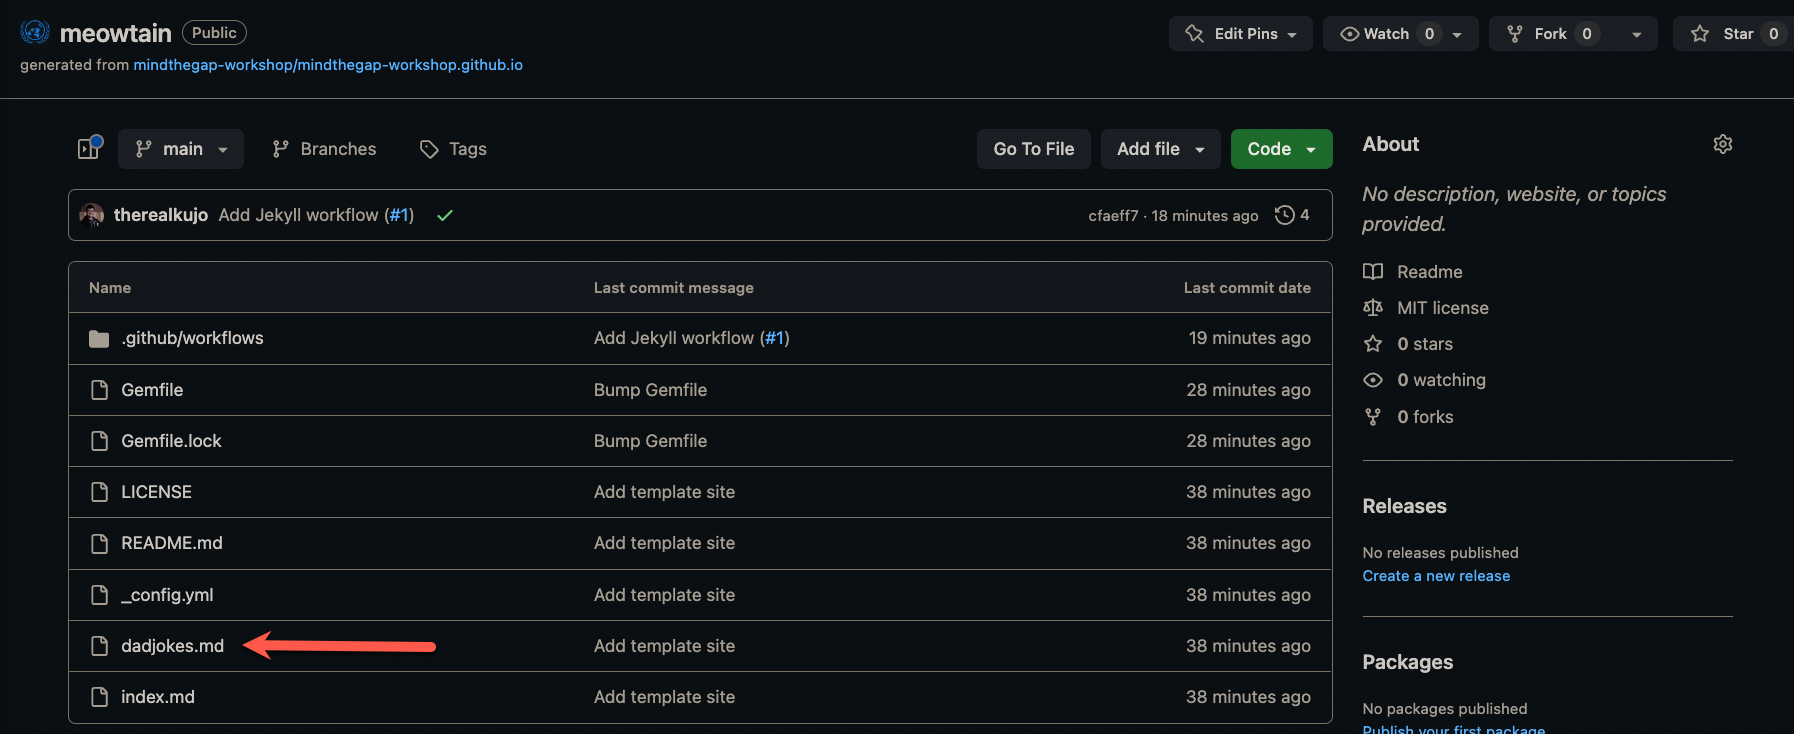 meowtain Public
Edit Pins Watch 0 Fork 0 Star 0
generated from mindthegap-workshop/mindthegap-workshop.github.io
main Branches Tags Go To File Add file Code
therealkujo Add Jekyll workflow (#1) cfaeff7 · 18 minutes ago 4
Name Last commit message Last commit date
.github/workflows Add Jekyll workflow (#1) 19 minutes ago
Gemfile Bump Gemfile 28 minutes ago
Gemfile.lock Bump Gemfile 28 minutes ago
LICENSE Add template site 38 minutes ago
README.md Add template site 38 minutes ago
_config.yml Add template site 38 minutes ago
dadjokes.md Add template site 38 minutes ago
index.md Add template site 38 minutes ago
About
No description, website, or topics
provided.
Readme
MIT license
0 stars
0 watching
0 forks
Releases
No releases published
Create a new release
Packages
No packages published
Publish your first package